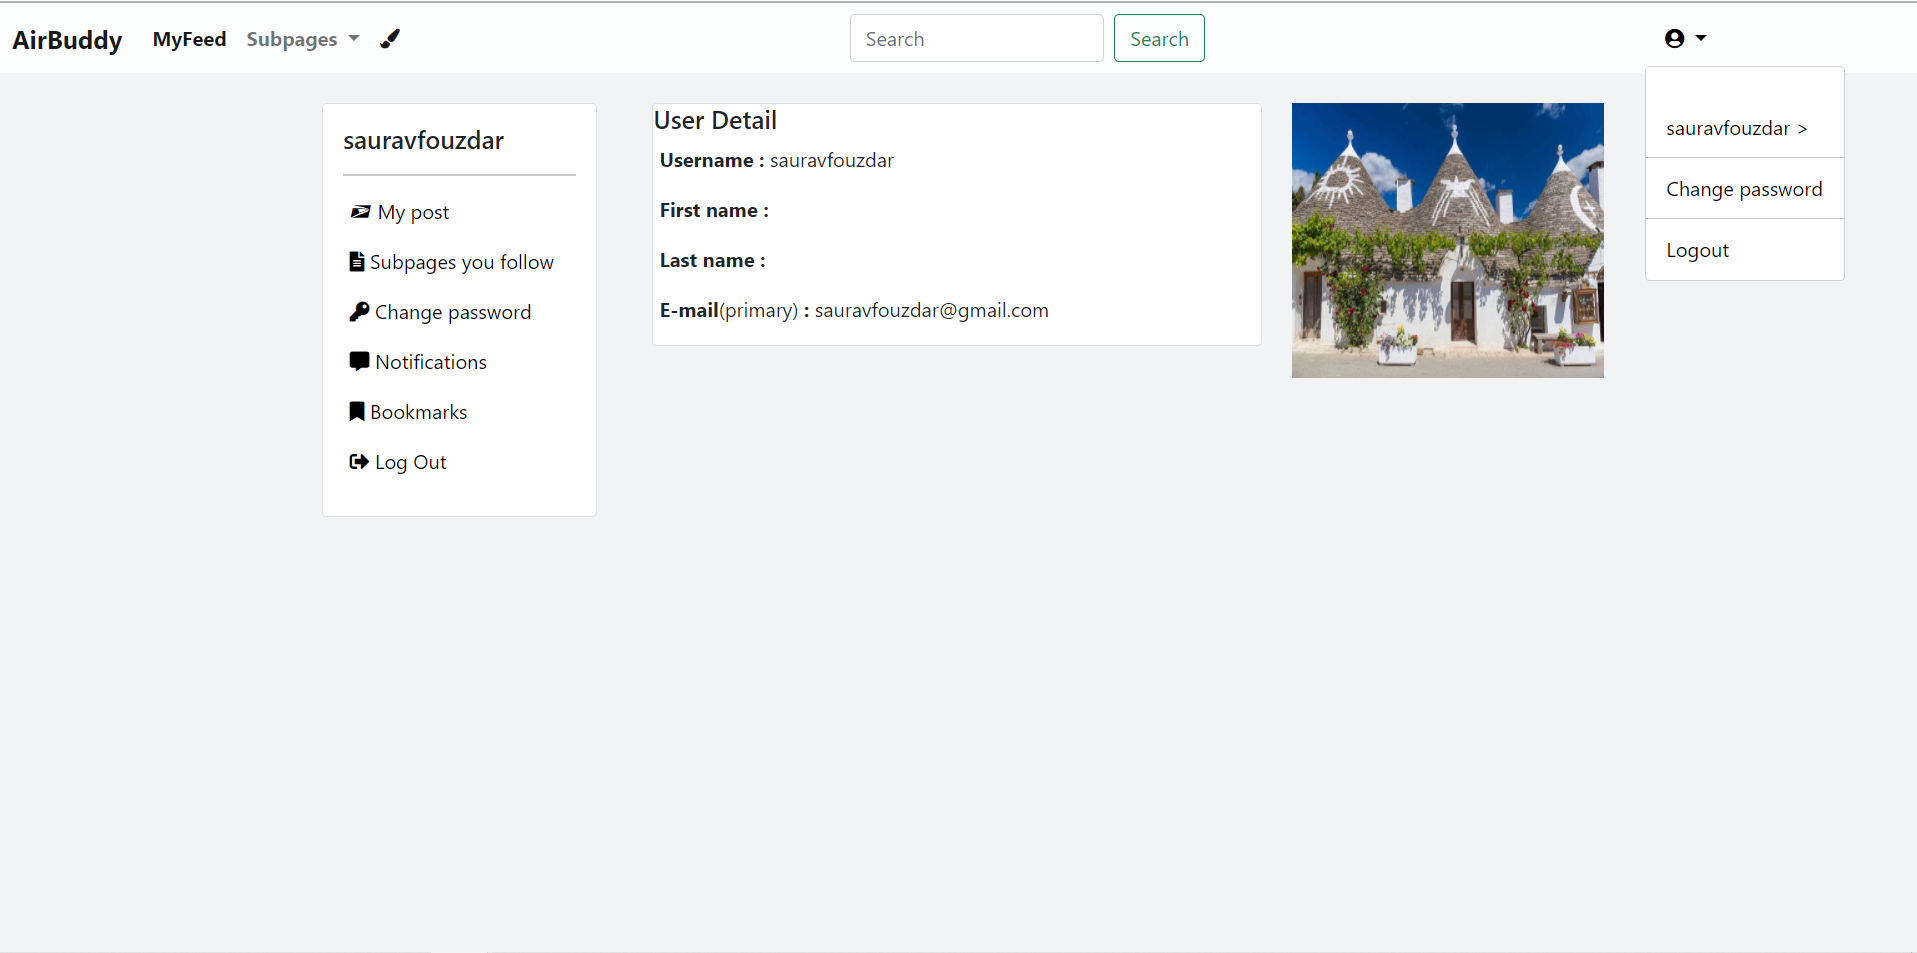 AirBuddy MyFeed Subpages Search Search
sauravfouzdar >
Change password
Logout
sauravfouzdar
My post
Subpages you follow
Change password
Notifications
Bookmarks
Log Out
User Detail
Username : sauravfouzdar
First name :
Last name :
E-mail(primary) : sauravfouzdar@gmail.com